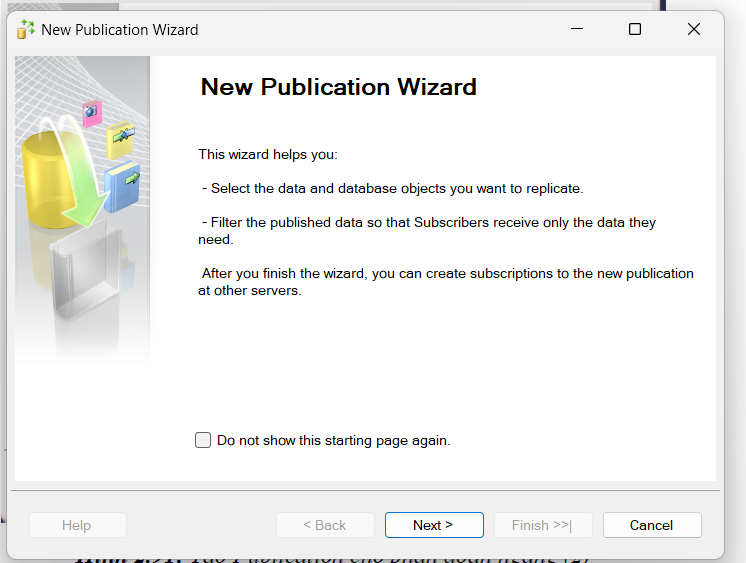 New Publication Wizard
New Publication Wizard
This wizard helps you:
- Select the data and database objects you want to replicate.
- Filter the published data so that Subscribers receive only the data they
need.
After you finish the wizard, you can create subscriptions to the new publication
at other servers.
Do not show this starting page again.
Help
< Back
Next >
Finish >>|
Cancel